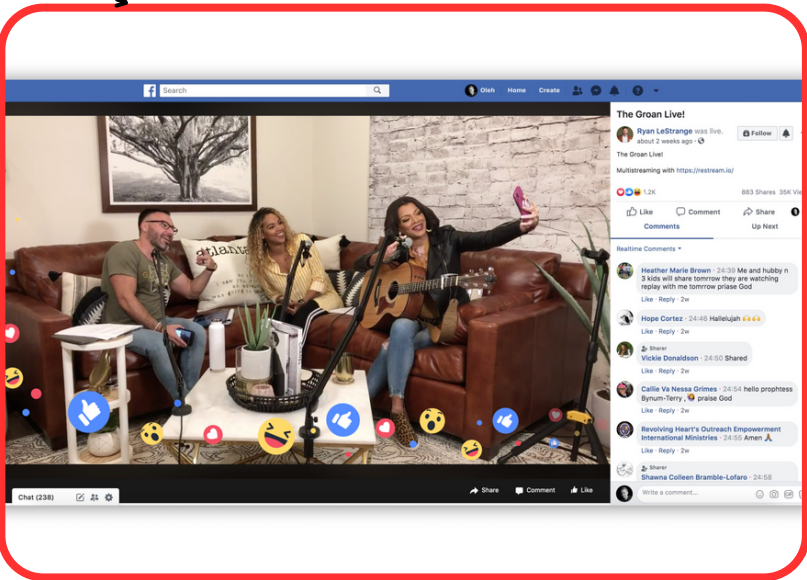 f Search
Oleh Home Create
atlanta
The Groan Live!
Ryan LeStrange was live.
about 2 weeks ago ·
Follow
The Groan Live!
Multistreaming with https://restream.io/
1.2K 883 Shares 35K Vie
Like Comment Share
Comments Up Next
Realtime Comments
Heather Marie Brown · 24:39 Me and hubby n
3 kids will share tomrrow they are watching
replay with me tomrrow priase God
Like · Reply · 2w
Hope Cortez · 24:46 Hallelujah 🙌🙌
Like · Reply · 2w
Sharer
Vickie Donaldson · 24:50 Shared
Like · Reply · 2w
Callie Va Nessa Grimes · 24:54 hello prophtess
Bynum-Terry , praise God
Like · Reply · 2w
Revolving Heart's Outreach Empowerment
International Ministries · 24:55 Amen 🙏
Like · Reply · 2w
Sharer
Shawna Colleen Bramble-Lofaro · 24:58
Write a comment...
Chat (238)
Share Comment Like